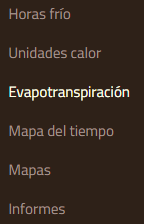 Horas frío
Unidades calor
Evapotranspiración
Mapa del tiempo
Mapas
Informes